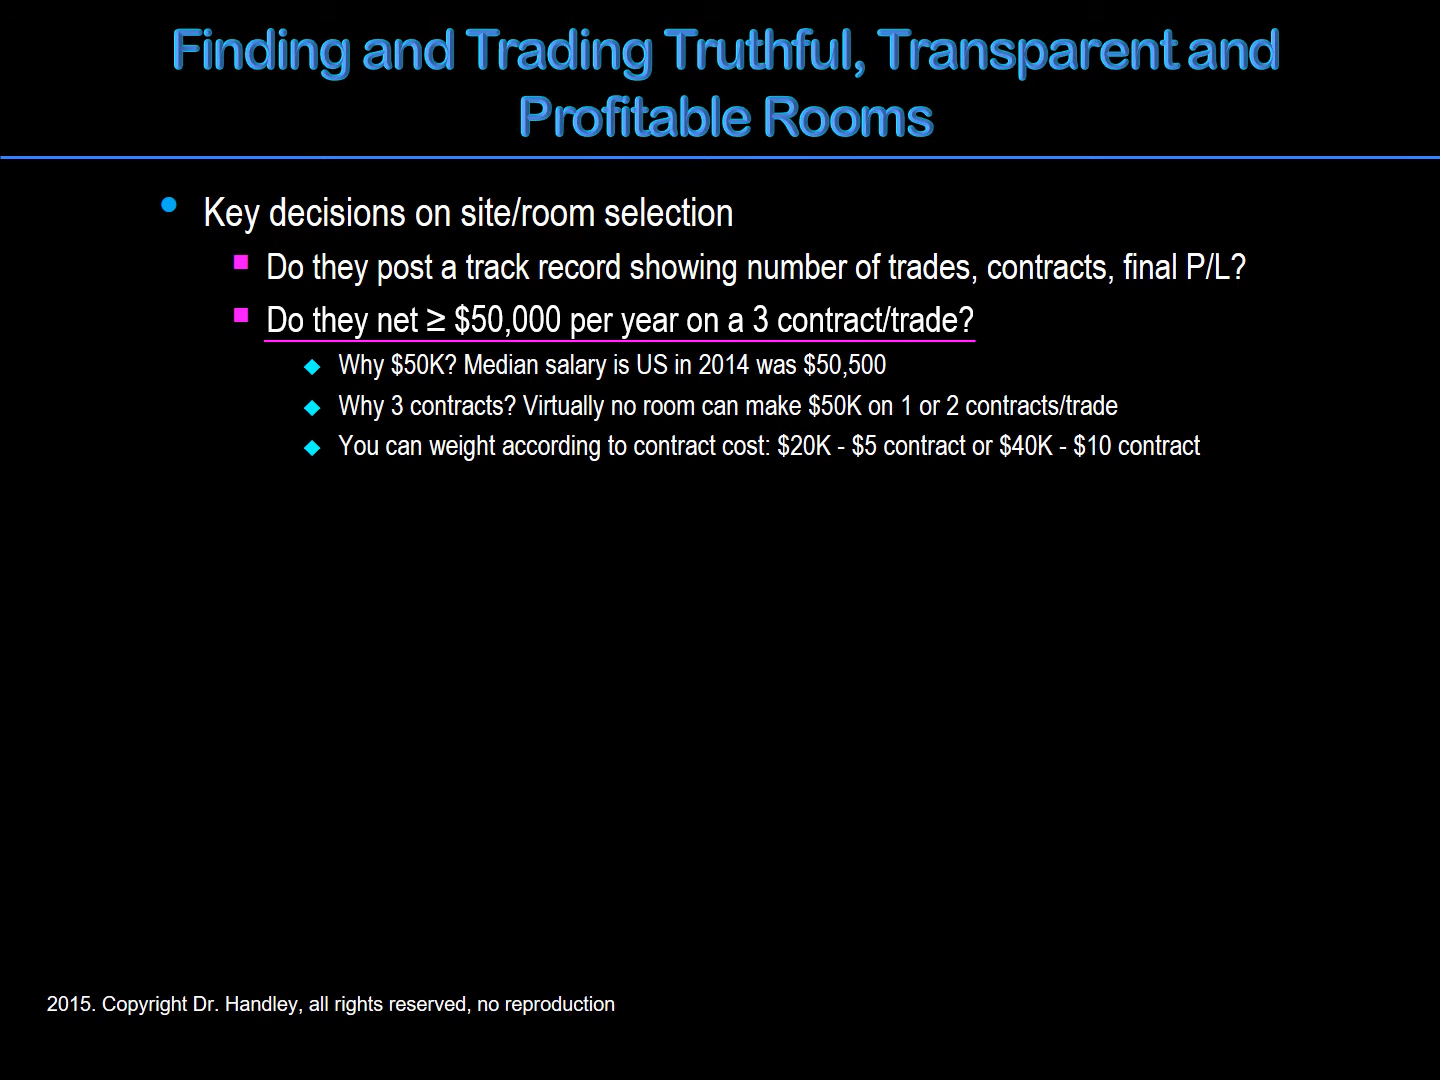 Finding and Trading Truthful, Transparent and
Profitable Rooms
Key decisions on site/room selection
Do they post a track record showing number of trades, contracts, final P/L?
Do they net ≥ $50,000 per year on a 3 contract/trade?
Why $50K? Median salary is US in 2014 was $50,500
Why 3 contracts? Virtually no room can make $50K on 1 or 2 contracts/trade
You can weight according to contract cost: $20K - $5 contract or $40K - $10 contract
2015. Copyright Dr. Handley, all rights reserved, no reproduction